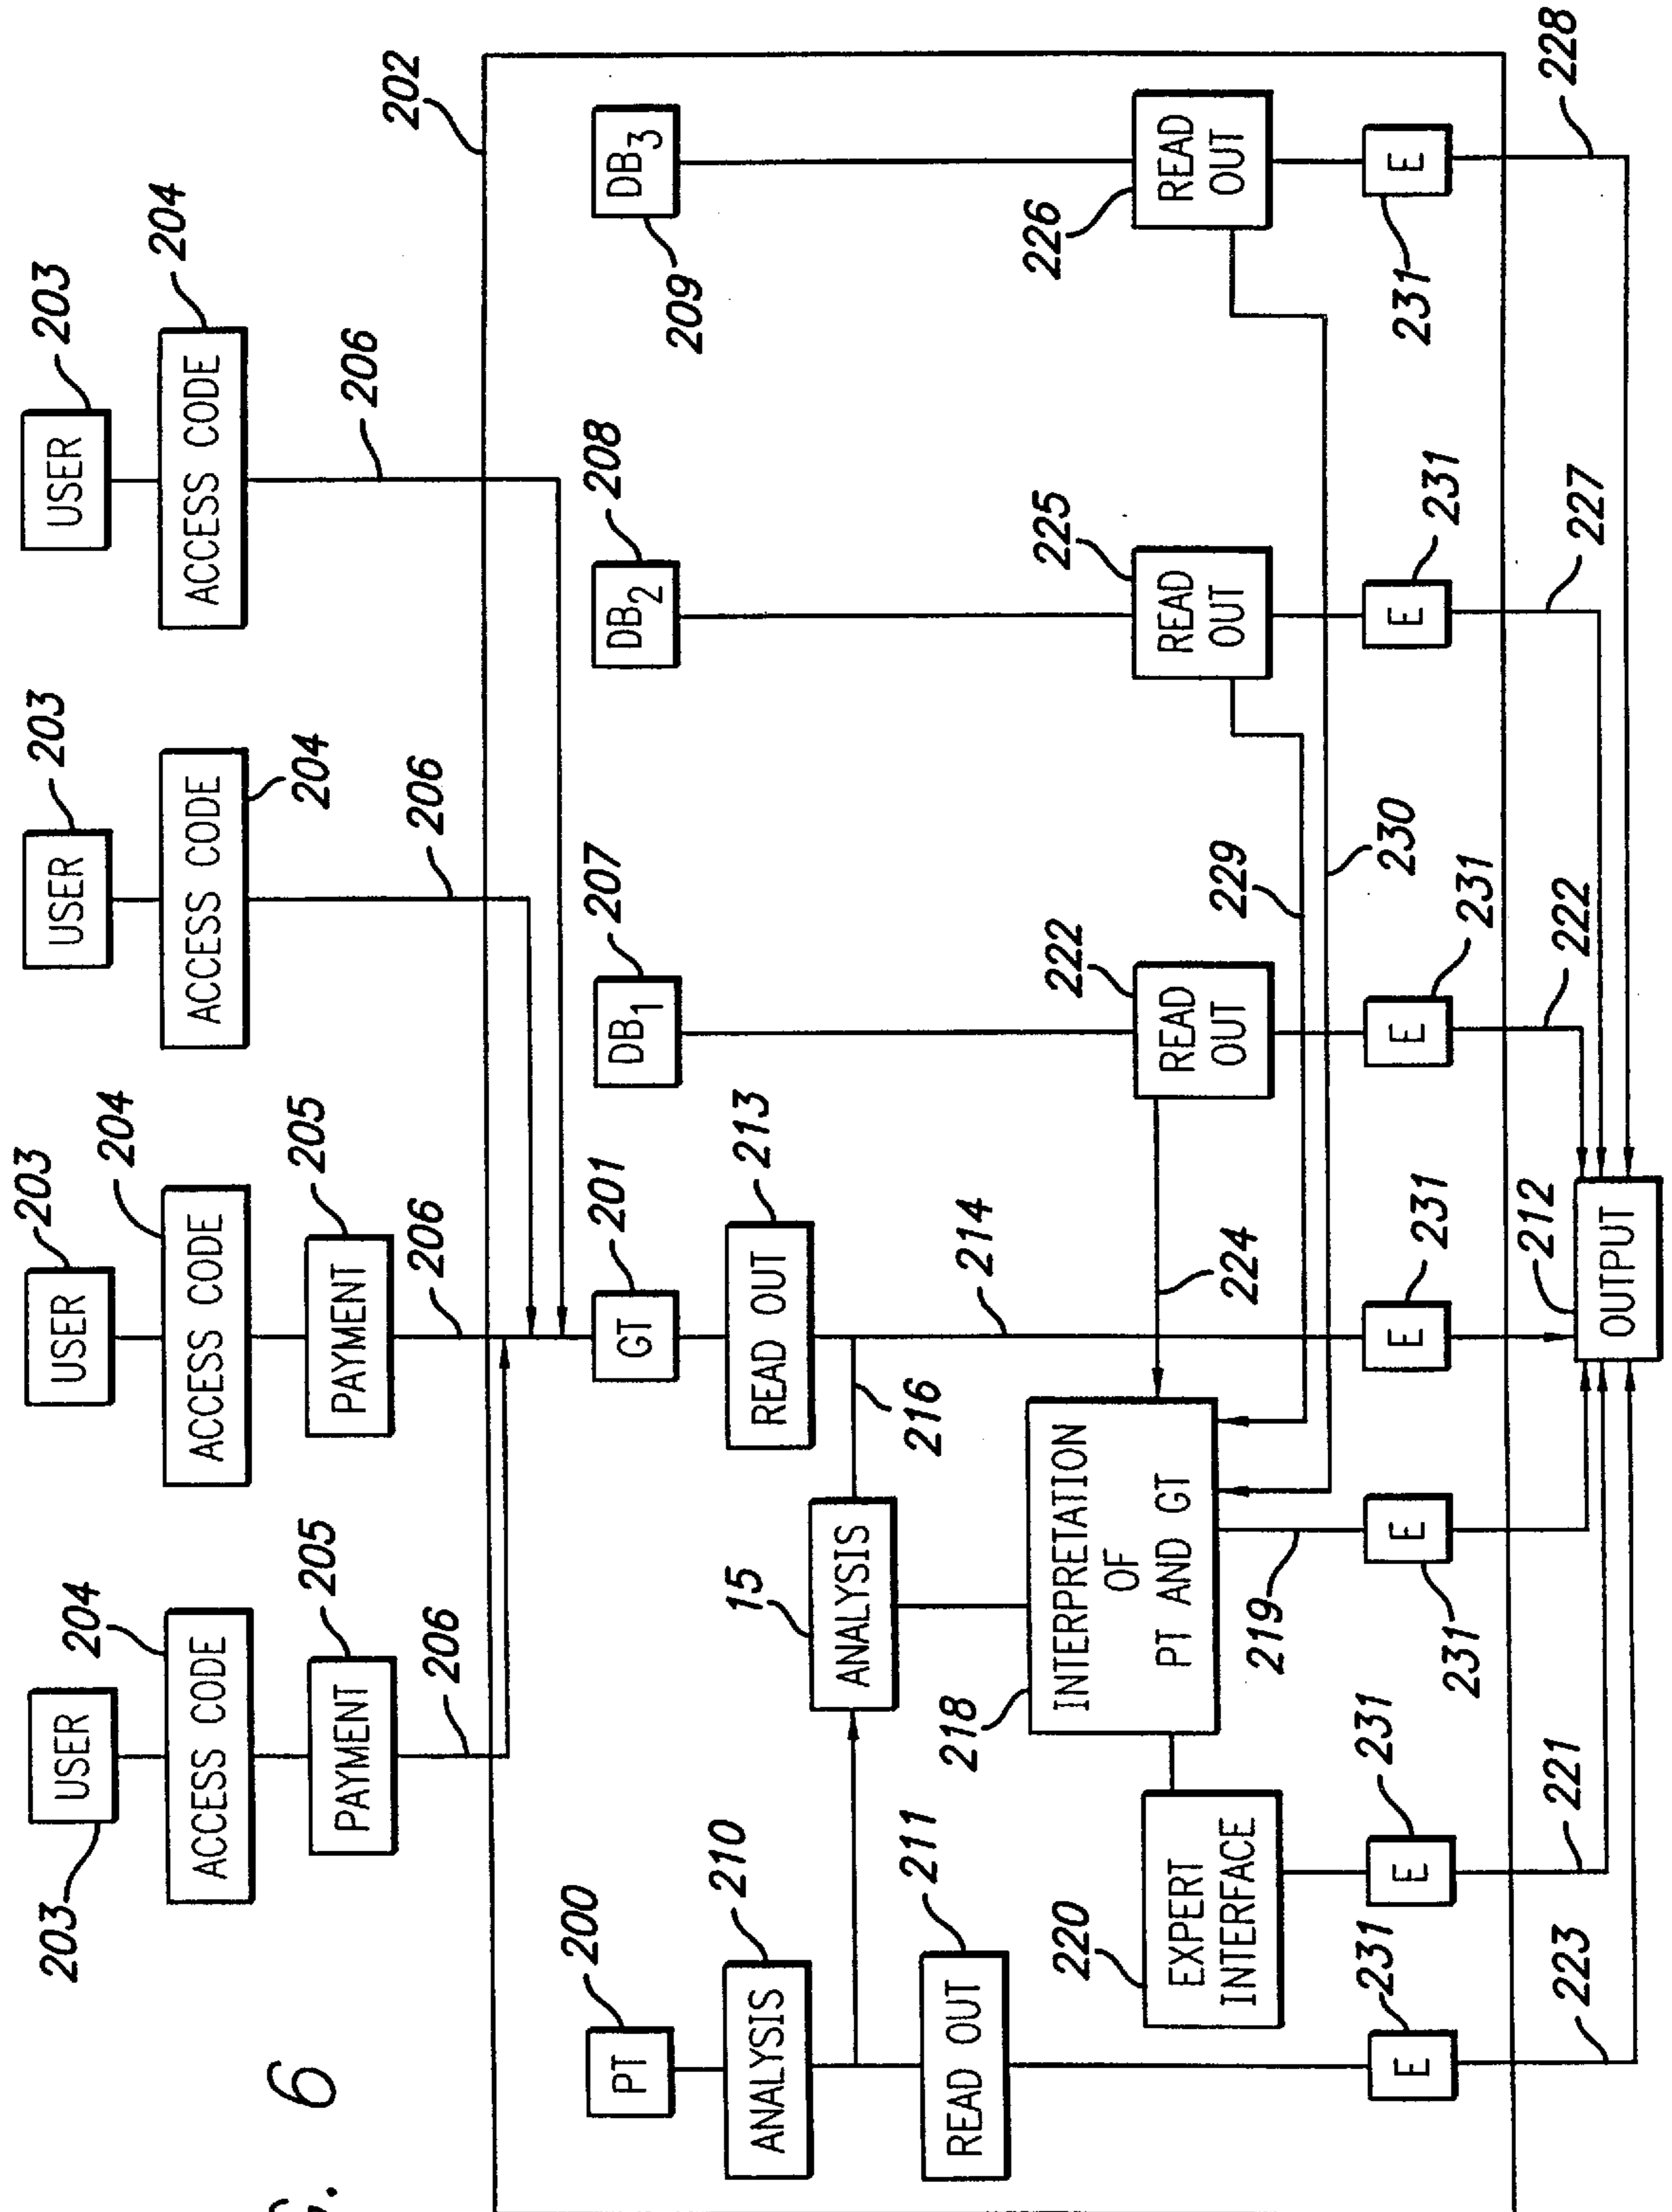 203
USER
203
USER
203
USER
203
USER
204
ACCESS CODE
204
ACCESS CODE
204
ACCESS CODE
204
ACCESS CODE
205
PAYMENT
205
PAYMENT
206
206
206
206
G. 6
202
200
PT
201
GT
207
DB1
208
DB2
209
DB3
210
ANALYSIS
213
READ OUT
15
ANALYSIS
216
214
211
READ OUT
218
INTERPRETATION
OF
PT AND GT
224
220
EXPERT
INTERFACE
222
READ
OUT
225
READ
OUT
226
READ
OUT
219
229
230
231
E
231
E
231
E
231
E
231
E
231
E
231
E
223
221
212
OUTPUT
222
227
228